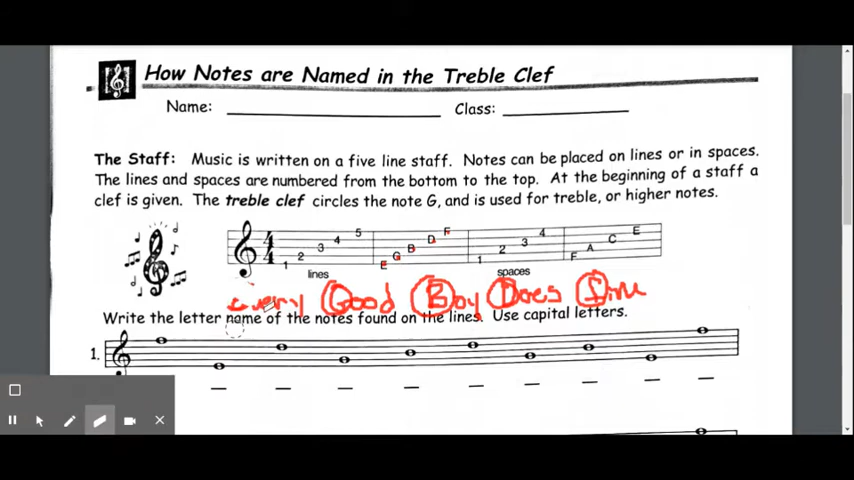 How Notes are Named in the Treble Clef
Name: Class:
The Staff: Music is written on a five line staff. Notes can be placed on lines or in spaces.
The lines and spaces are numbered from the bottom to the top. At the beginning of a staff a
clef is given. The treble clef circles the note G, and is used for treble, or higher notes.
4 4 1 2 3 4 5 E G B D F 1 2 3 4 F A C E
lines spaces
every Good Boy Does Fine
Write the letter name of the notes found on the lines. Use capital letters.
1.